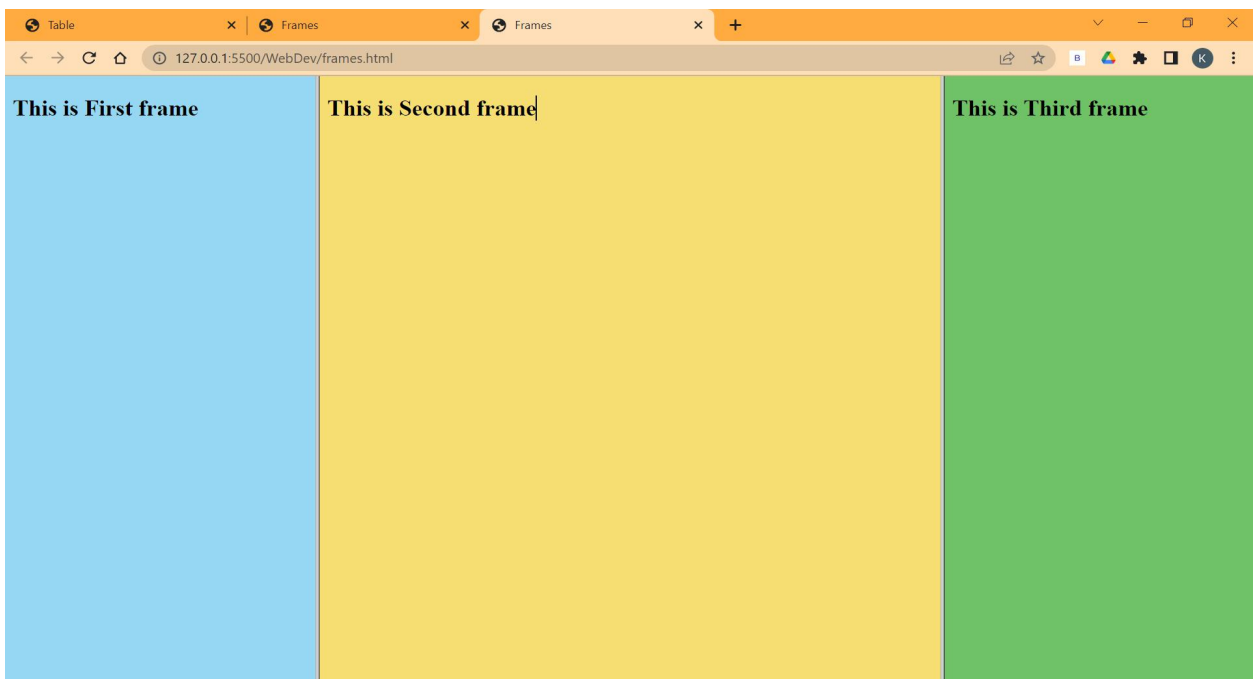 Table
Frames
Frames
127.0.0.1:5500/WebDev/frames.html
B
K
This is First frame
This is Second frame
This is Third frame